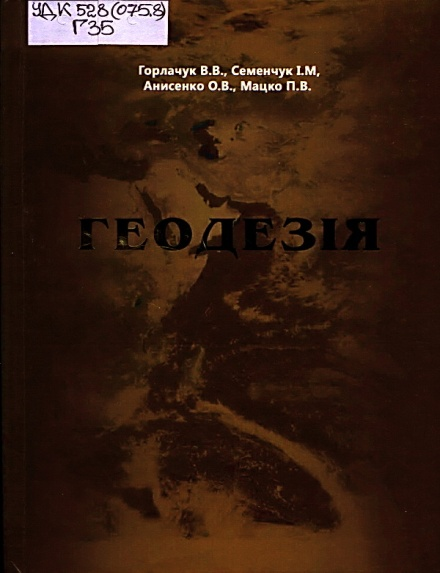 УДК 528(075.8)
Г35
Горлачук В.В., Семенчук І.М,
Анисенко О.В., Мацко П.В.
ГЕОДЕЗІЯ